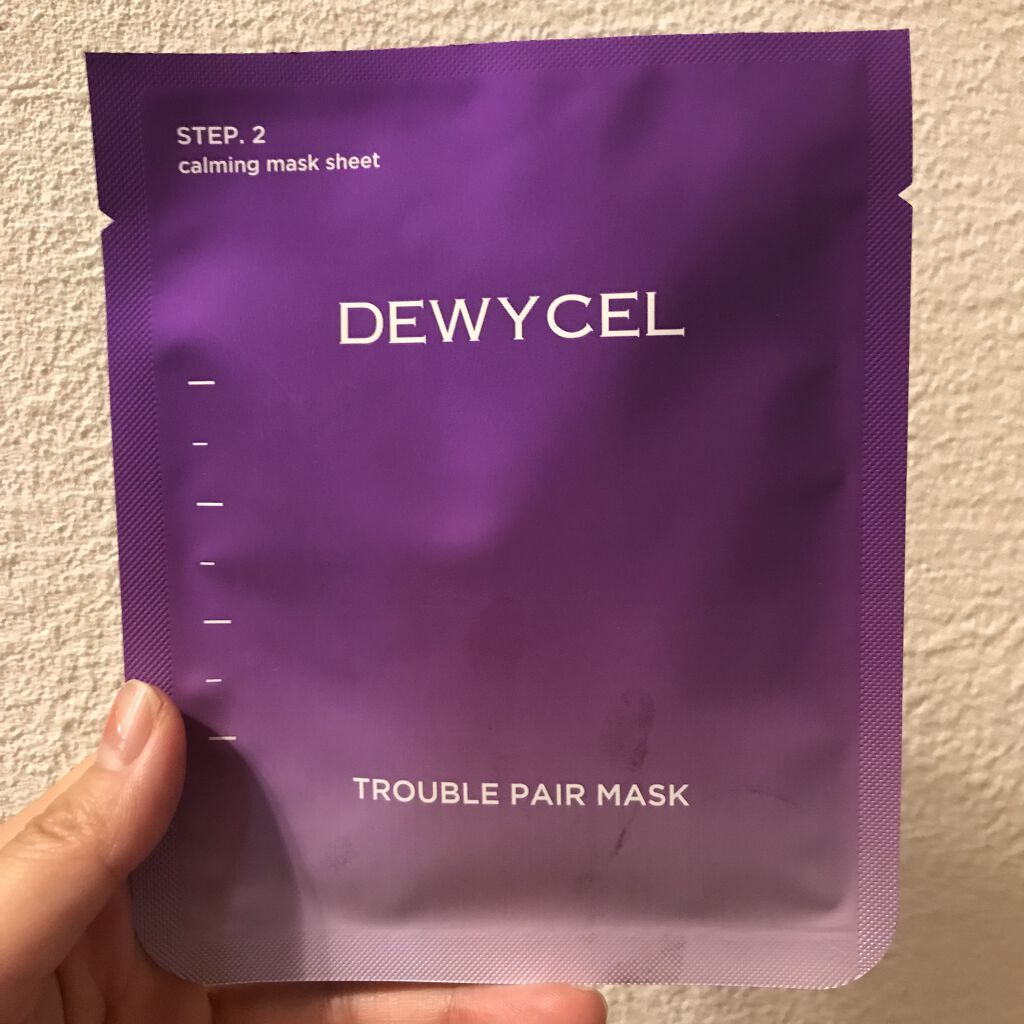 STEP. 2
calming mask sheet
DEWYCEL
TROUBLE PAIR MASK